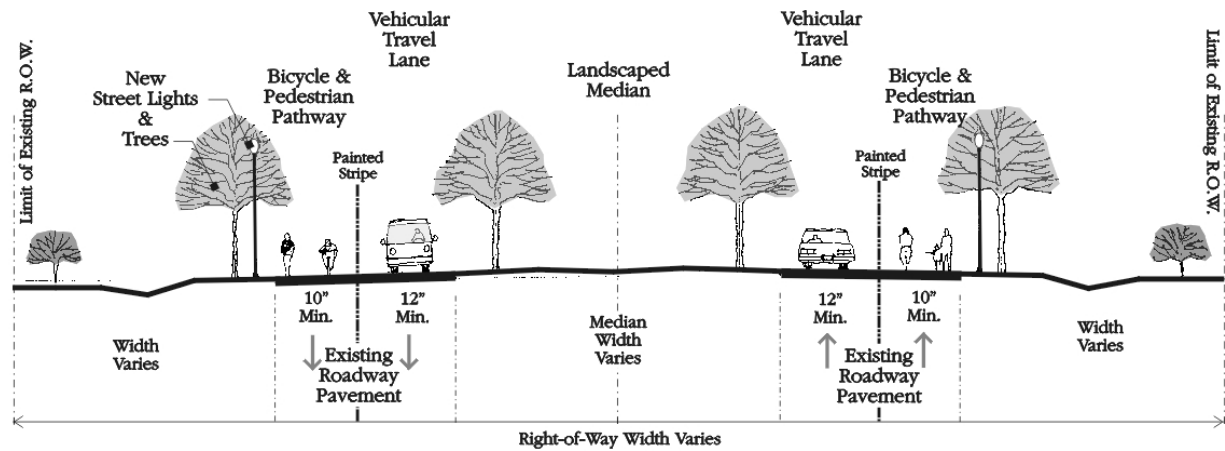 Limit of Existing R.O.W.
New
Street Lights
&
Trees
Bicycle &
Pedestrian
Pathway
Painted
Stripe
Vehicular
Travel
Lane
Landscaped
Median
Vehicular
Travel
Lane
Painted
Stripe
Bicycle &
Pedestrian
Pathway
Limit of Existing R.O.W.
Width
Varies
10”
Min.
12”
Min.
Existing
Roadway
Pavement
Median
Width
Varies
12”
Min.
10”
Min.
Existing
Roadway
Pavement
Width
Varies
Right-of-Way Width Varies